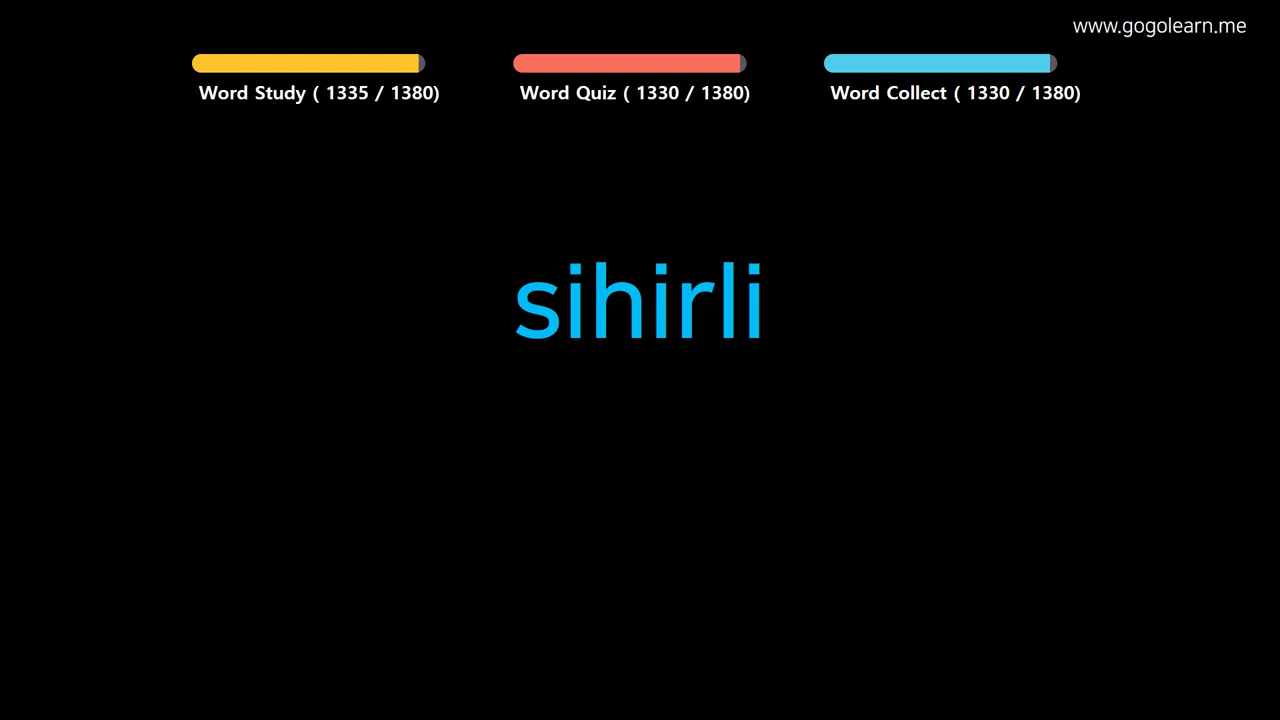 www.gogolearn.me
Word Study ( 1335 / 1380)
Word Quiz ( 1330 / 1380)
Word Collect ( 1330 / 1380)
sihirli